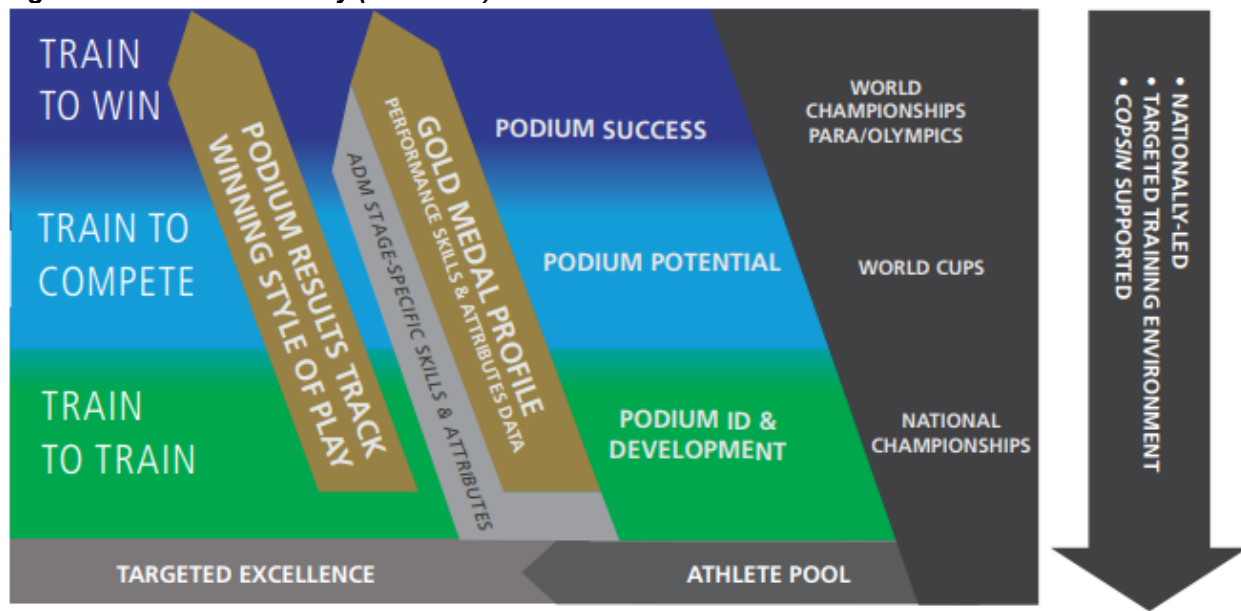 TRAIN
TO WIN
TRAIN TO
COMPETE
TRAIN
TO TRAIN
PODIUM RESULTS TRACK
WINNING STYLE OF PLAY
ADM STAGE-SPECIFIC SKILLS & ATTRIBUTES
GOLD MEDAL PROFILE
PERFORMANCE SKILLS & ATTRIBUTES DATA
PODIUM SUCCESS
PODIUM POTENTIAL
PODIUM ID &
DEVELOPMENT
WORLD
CHAMPIONSHIPS
PARA/OLYMPICS
WORLD CUPS
NATIONAL
CHAMPIONSHIPS
• NATIONALLY-LED
• TARGETED TRAINING ENVIRONMENT
• COPSIN SUPPORTED
TARGETED EXCELLENCE
ATHLETE POOL